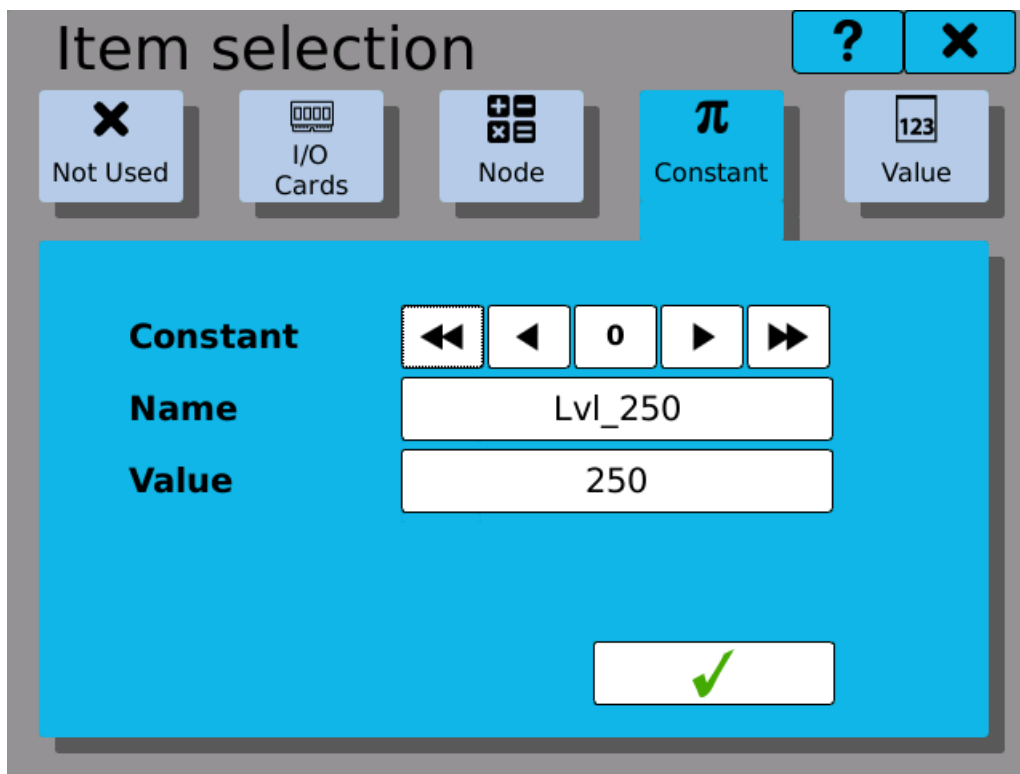 Item selection
?
Not Used
I/O
Cards
Node
π
Constant
123
Value
Constant
0
Name
Lvl_250
Value
250